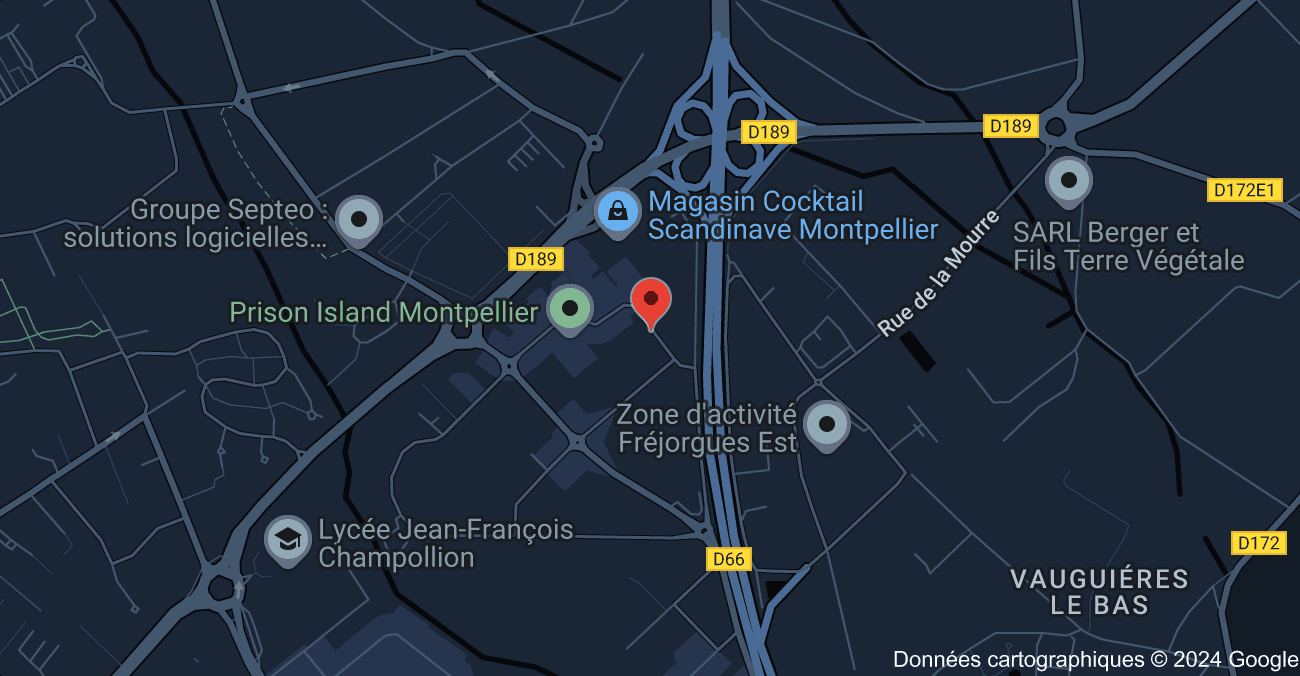 D189
D189
D172E1
Groupe Septeo :
solutions logicielles...
Magasin Cocktail
Scandinave Montpellier
Rue de la Mourre
SARL Berger et
Fils Terre Végétale
D189
Prison Island Montpellier
Zone d'activité
Fréjorgues Est
Lycée Jean-François
Champollion
D66
D172
VAUGUIÉRES
LE BAS
Données cartographiques © 2024 Google